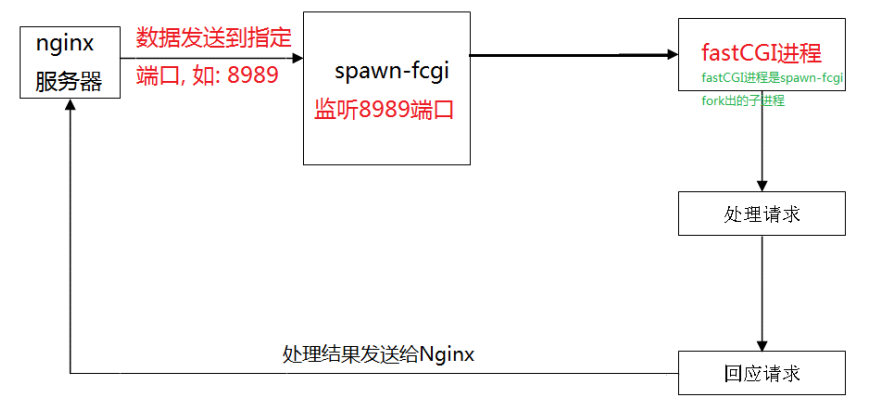 nginx
服务器
数据发送到指定
端口, 如: 8989
spawn-fcgi
监听8989端口
fastCGI进程
fastCGI进程是spawn-fcgi
fork出的子进程
处理请求
处理结果发送给Nginx
回应请求